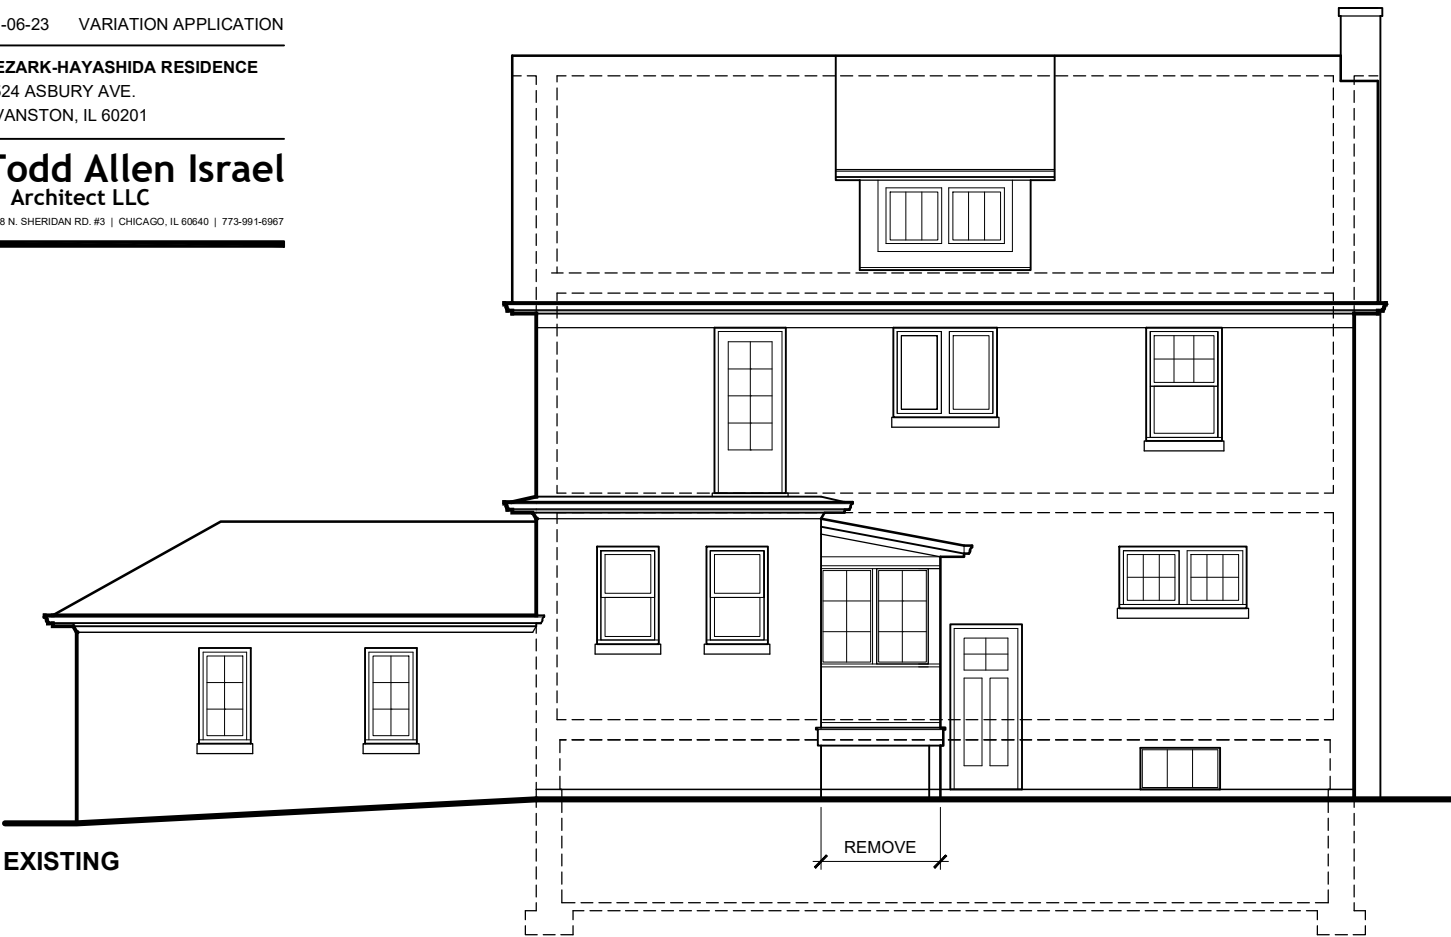 -06-23 VARIATION APPLICATION
EZARK-HAYASHIDA RESIDENCE
524 ASBURY AVE.
VANSTON, IL 60201
Todd Allen Israel
Architect LLC
8 N. SHERIDAN RD. #3 | CHICAGO, IL 60640 | 773-991-6967
REMOVE
EXISTING